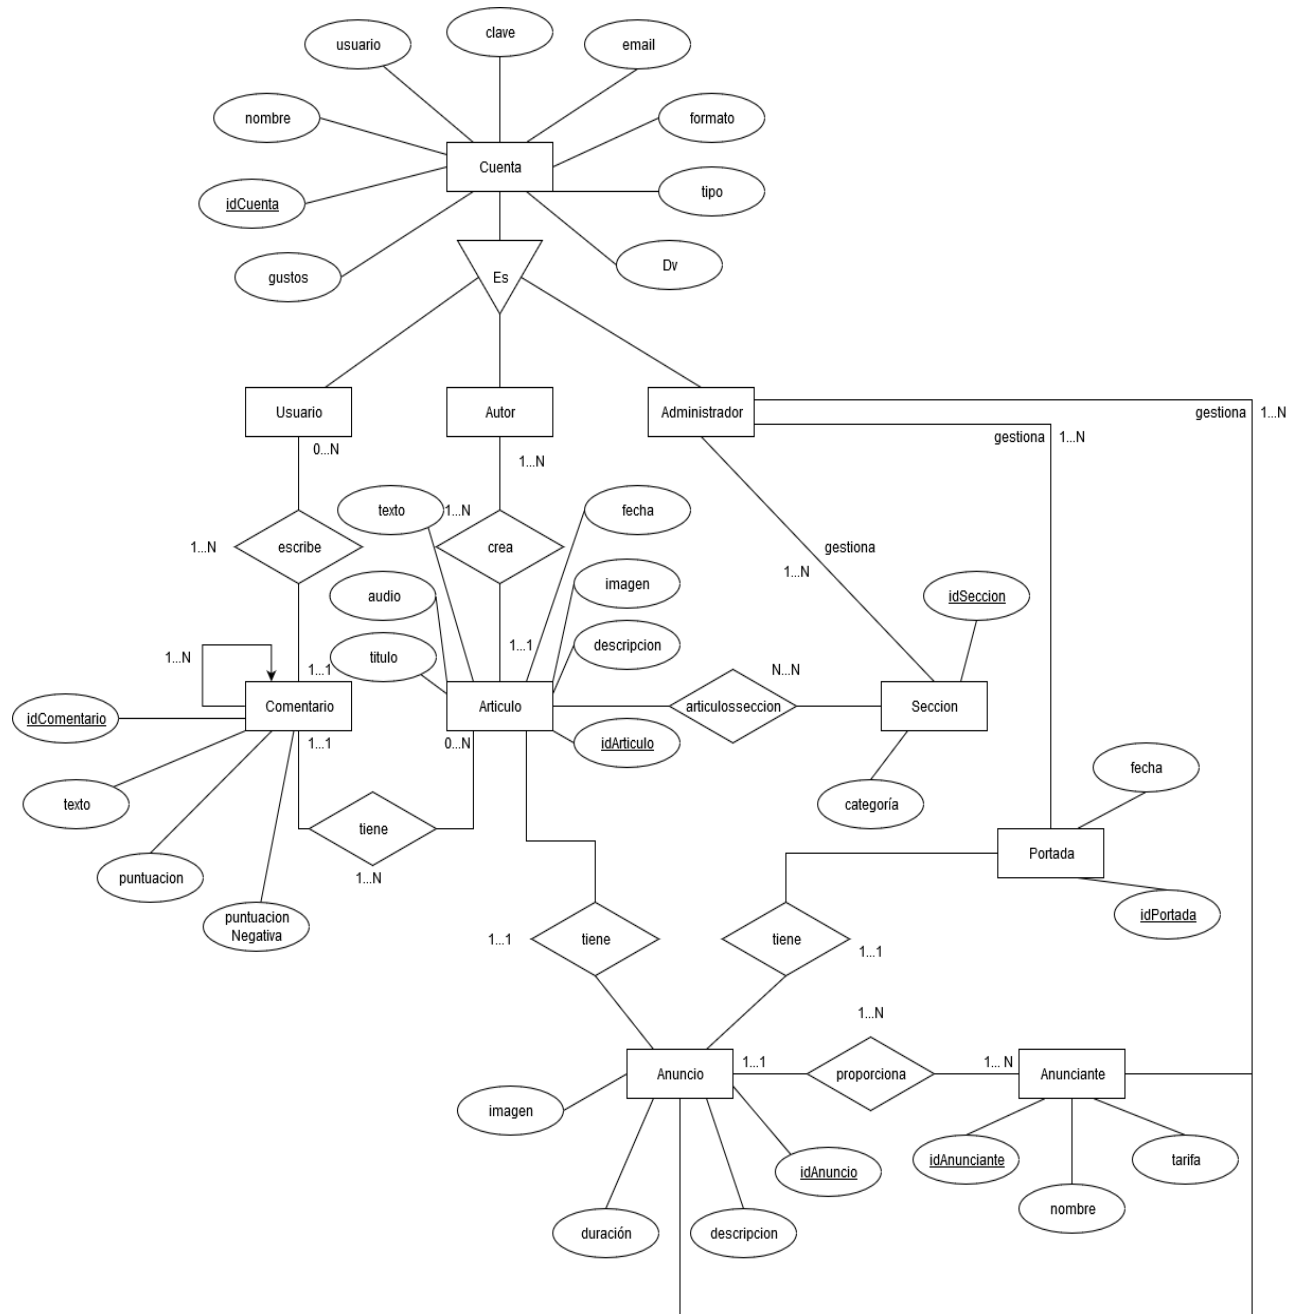 clave
usuario
email
nombre
formato
Cuenta
tipo
idCuenta
Dv
gustos
Es
Usuario
Autor
Administrador
gestiona
1...N
gestiona
1...N
0...N
1...N
texto
1...N
fecha
1...N
escribe
crea
gestiona
1...N
imagen
audio
idSeccion
descripcion
titulo
1...N
1...1
1...1
N...N
Comentario
Articulo
articulosseccion
Seccion
idComentario
1...1
0...N
idArticulo
fecha
texto
categoría
tiene
Portada
puntuacion
1...N
puntuacion
Negativa
idPortada
1...1
tiene
tiene
1...1
1...N
Anuncio
1...1
proporciona
1... N
Anunciante
imagen
idAnuncio
idAnunciante
tarifa
nombre
duración
descripcion